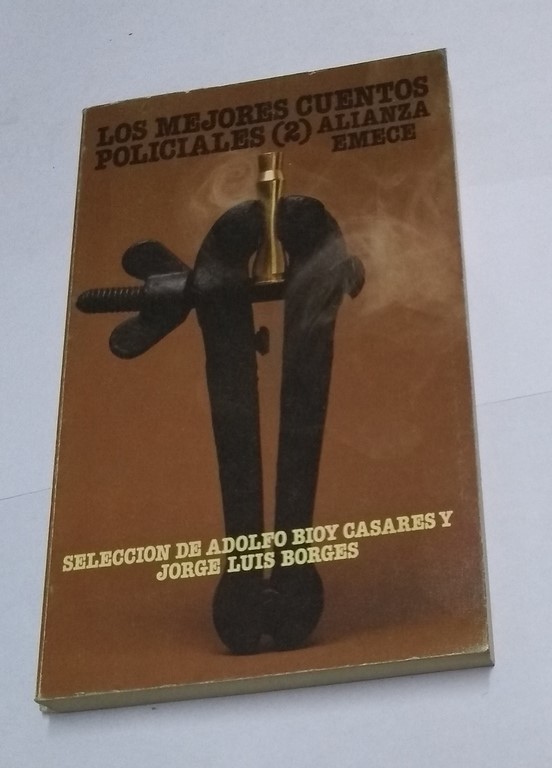 LOS MEJORES CUENTOS
POLICIALES (2) ALIANZA
EMECE
SELECCION DE ADOLFO BIOY CASARES Y
JORGE LUIS BORGES